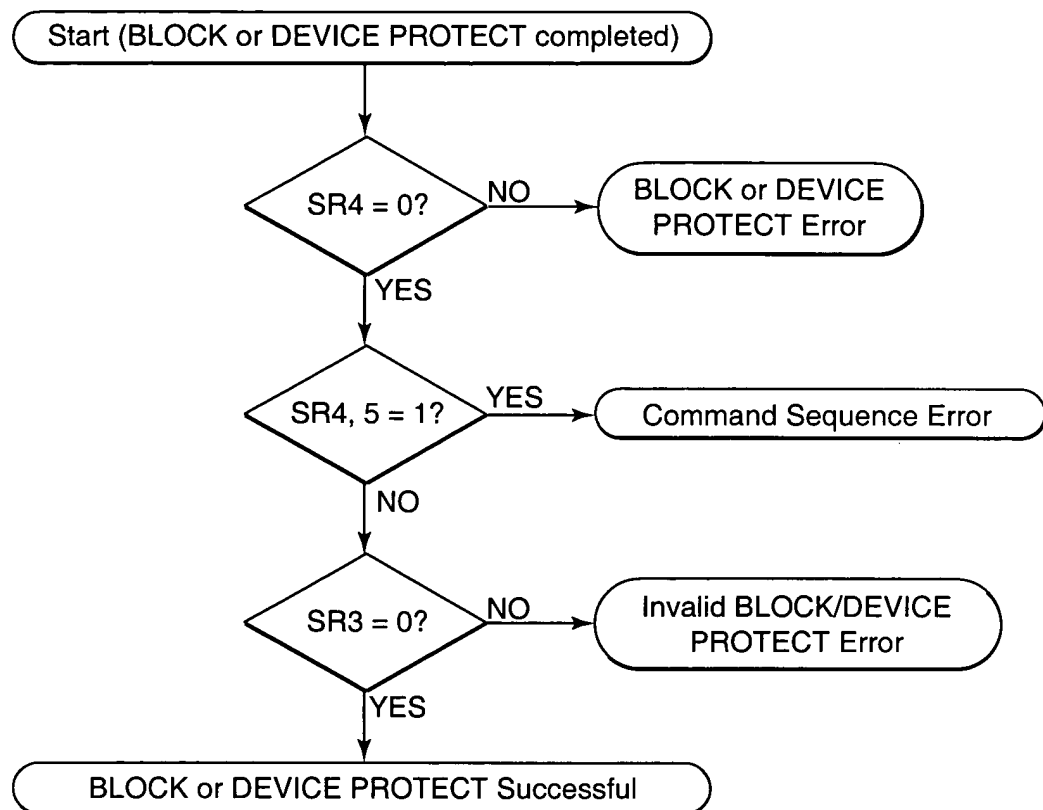 Start (BLOCK or DEVICE PROTECT completed)
SR4 = 0?
NO
BLOCK or DEVICE
PROTECT Error
YES
SR4, 5 = 1?
YES
Command Sequence Error
NO
SR3 = 0?
NO
Invalid BLOCK/DEVICE
PROTECT Error
YES
BLOCK or DEVICE PROTECT Successful